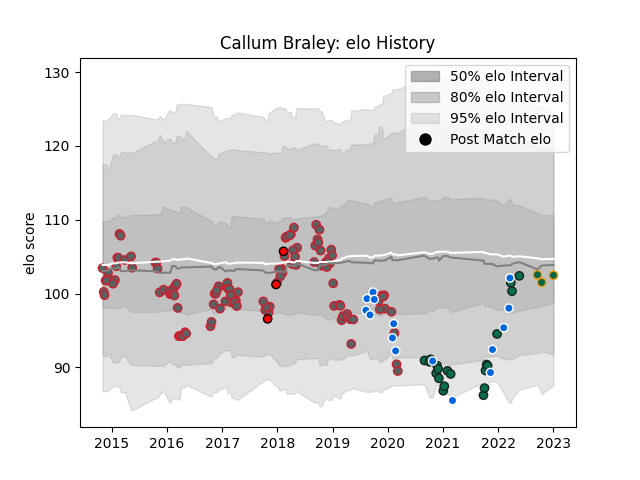 Callum Braley: elo History
130
120
110
100
90
elo score
50% elo Interval
80% elo Interval
95% elo Interval
Post Match elo
2015 2016 2017 2018 2019 2020 2021 2022 2023